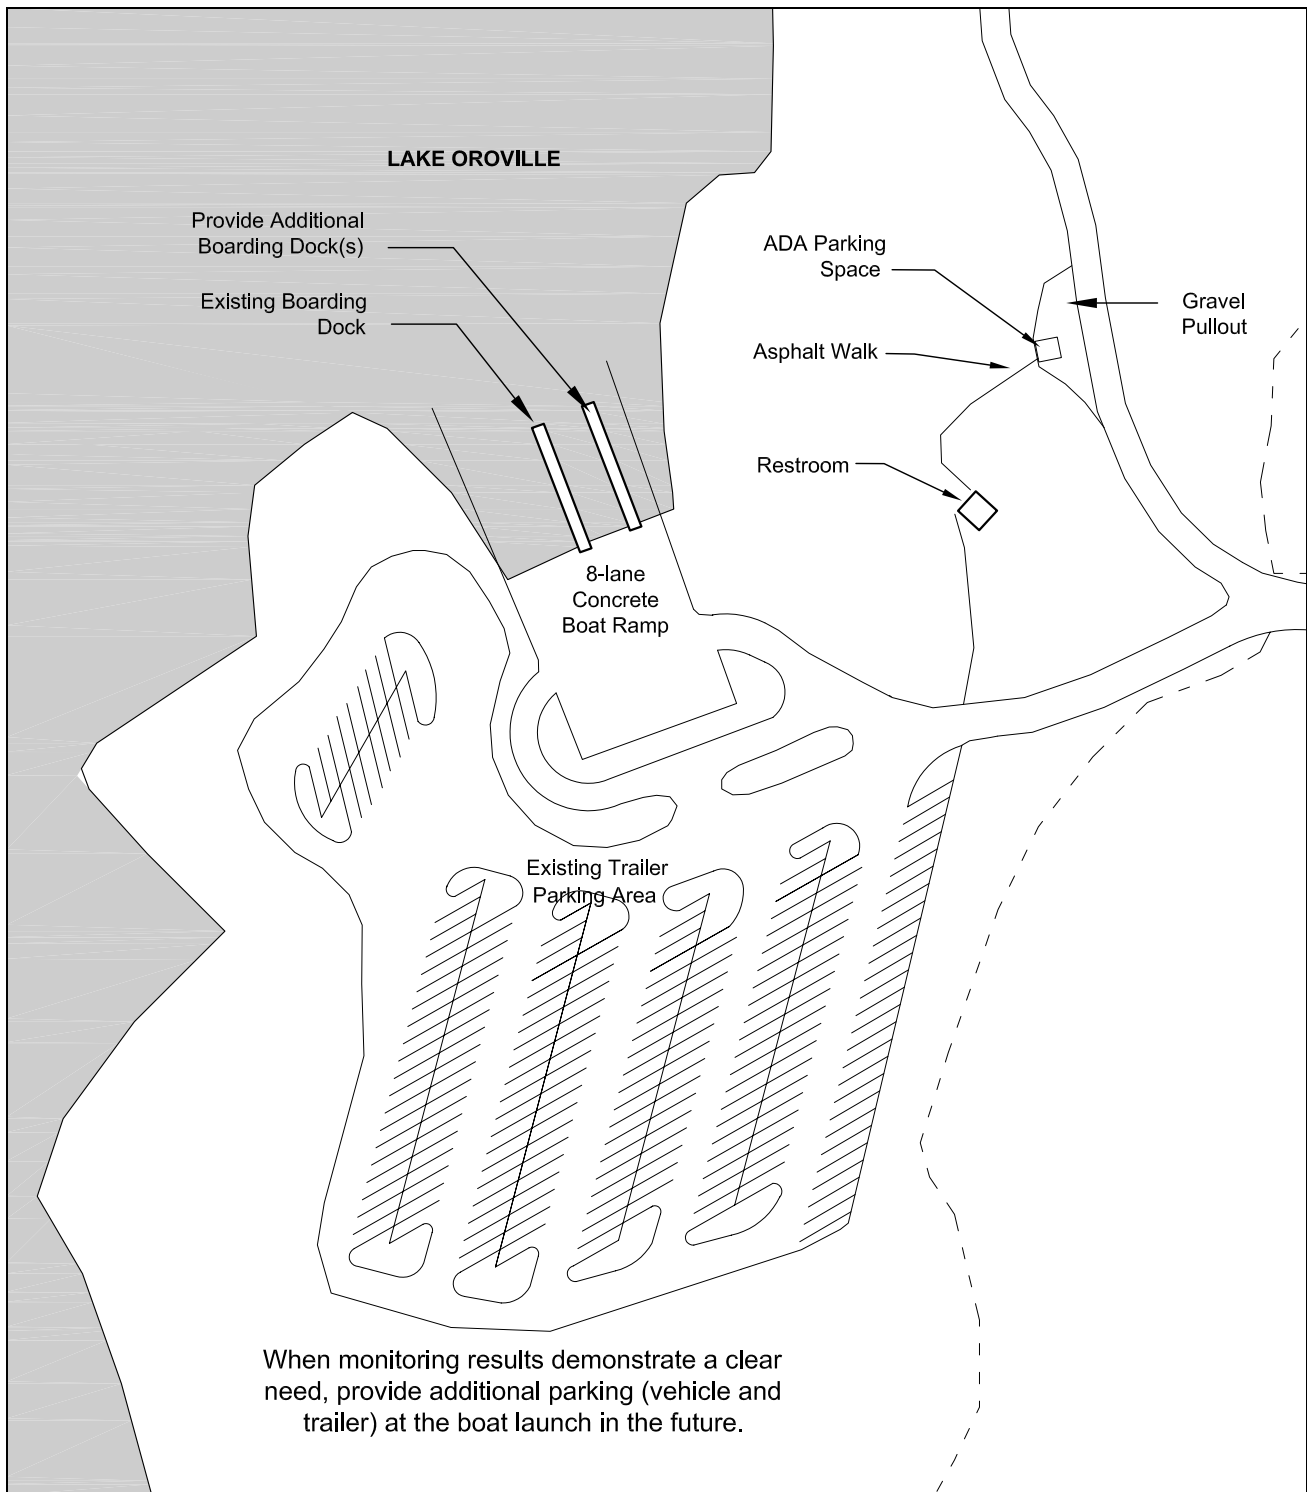 LAKE OROVILLE
Provide Additional
Boarding Dock(s)
Existing Boarding
Dock
ADA Parking
Space
Gravel
Pullout
Asphalt Walk
Restroom
8-lane
Concrete
Boat Ramp
Existing Trailer
Parking Area
When monitoring results demonstrate a clear
need, provide additional parking (vehicle and
trailer) at the boat launch in the future.